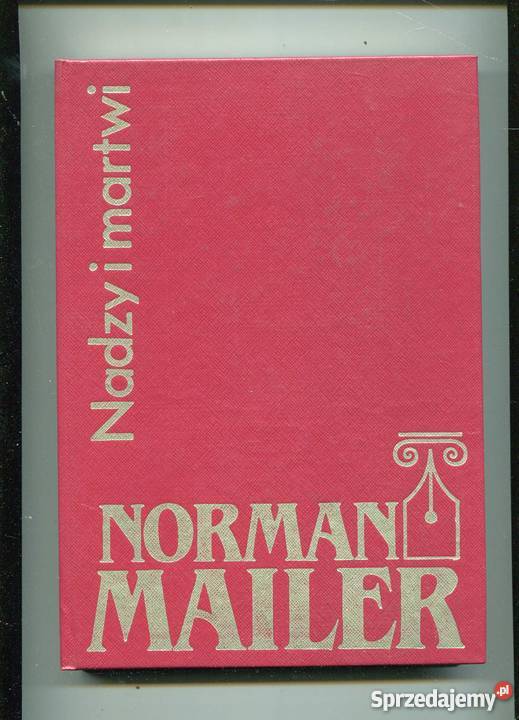 Nadzy i martwi
NORMAN
MAILER
Sprzedajemy.pl